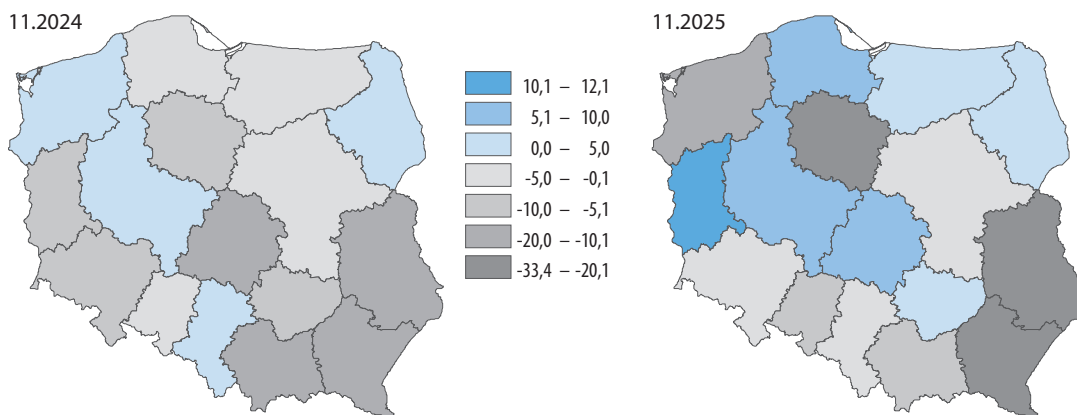 11.2024
11.2025
10,1 – 12,1
5,1 – 10,0
0,0 – 5,0
-5,0 – -0,1
-10,0 – -5,1
-20,0 – -10,1
-33,4 – -20,1